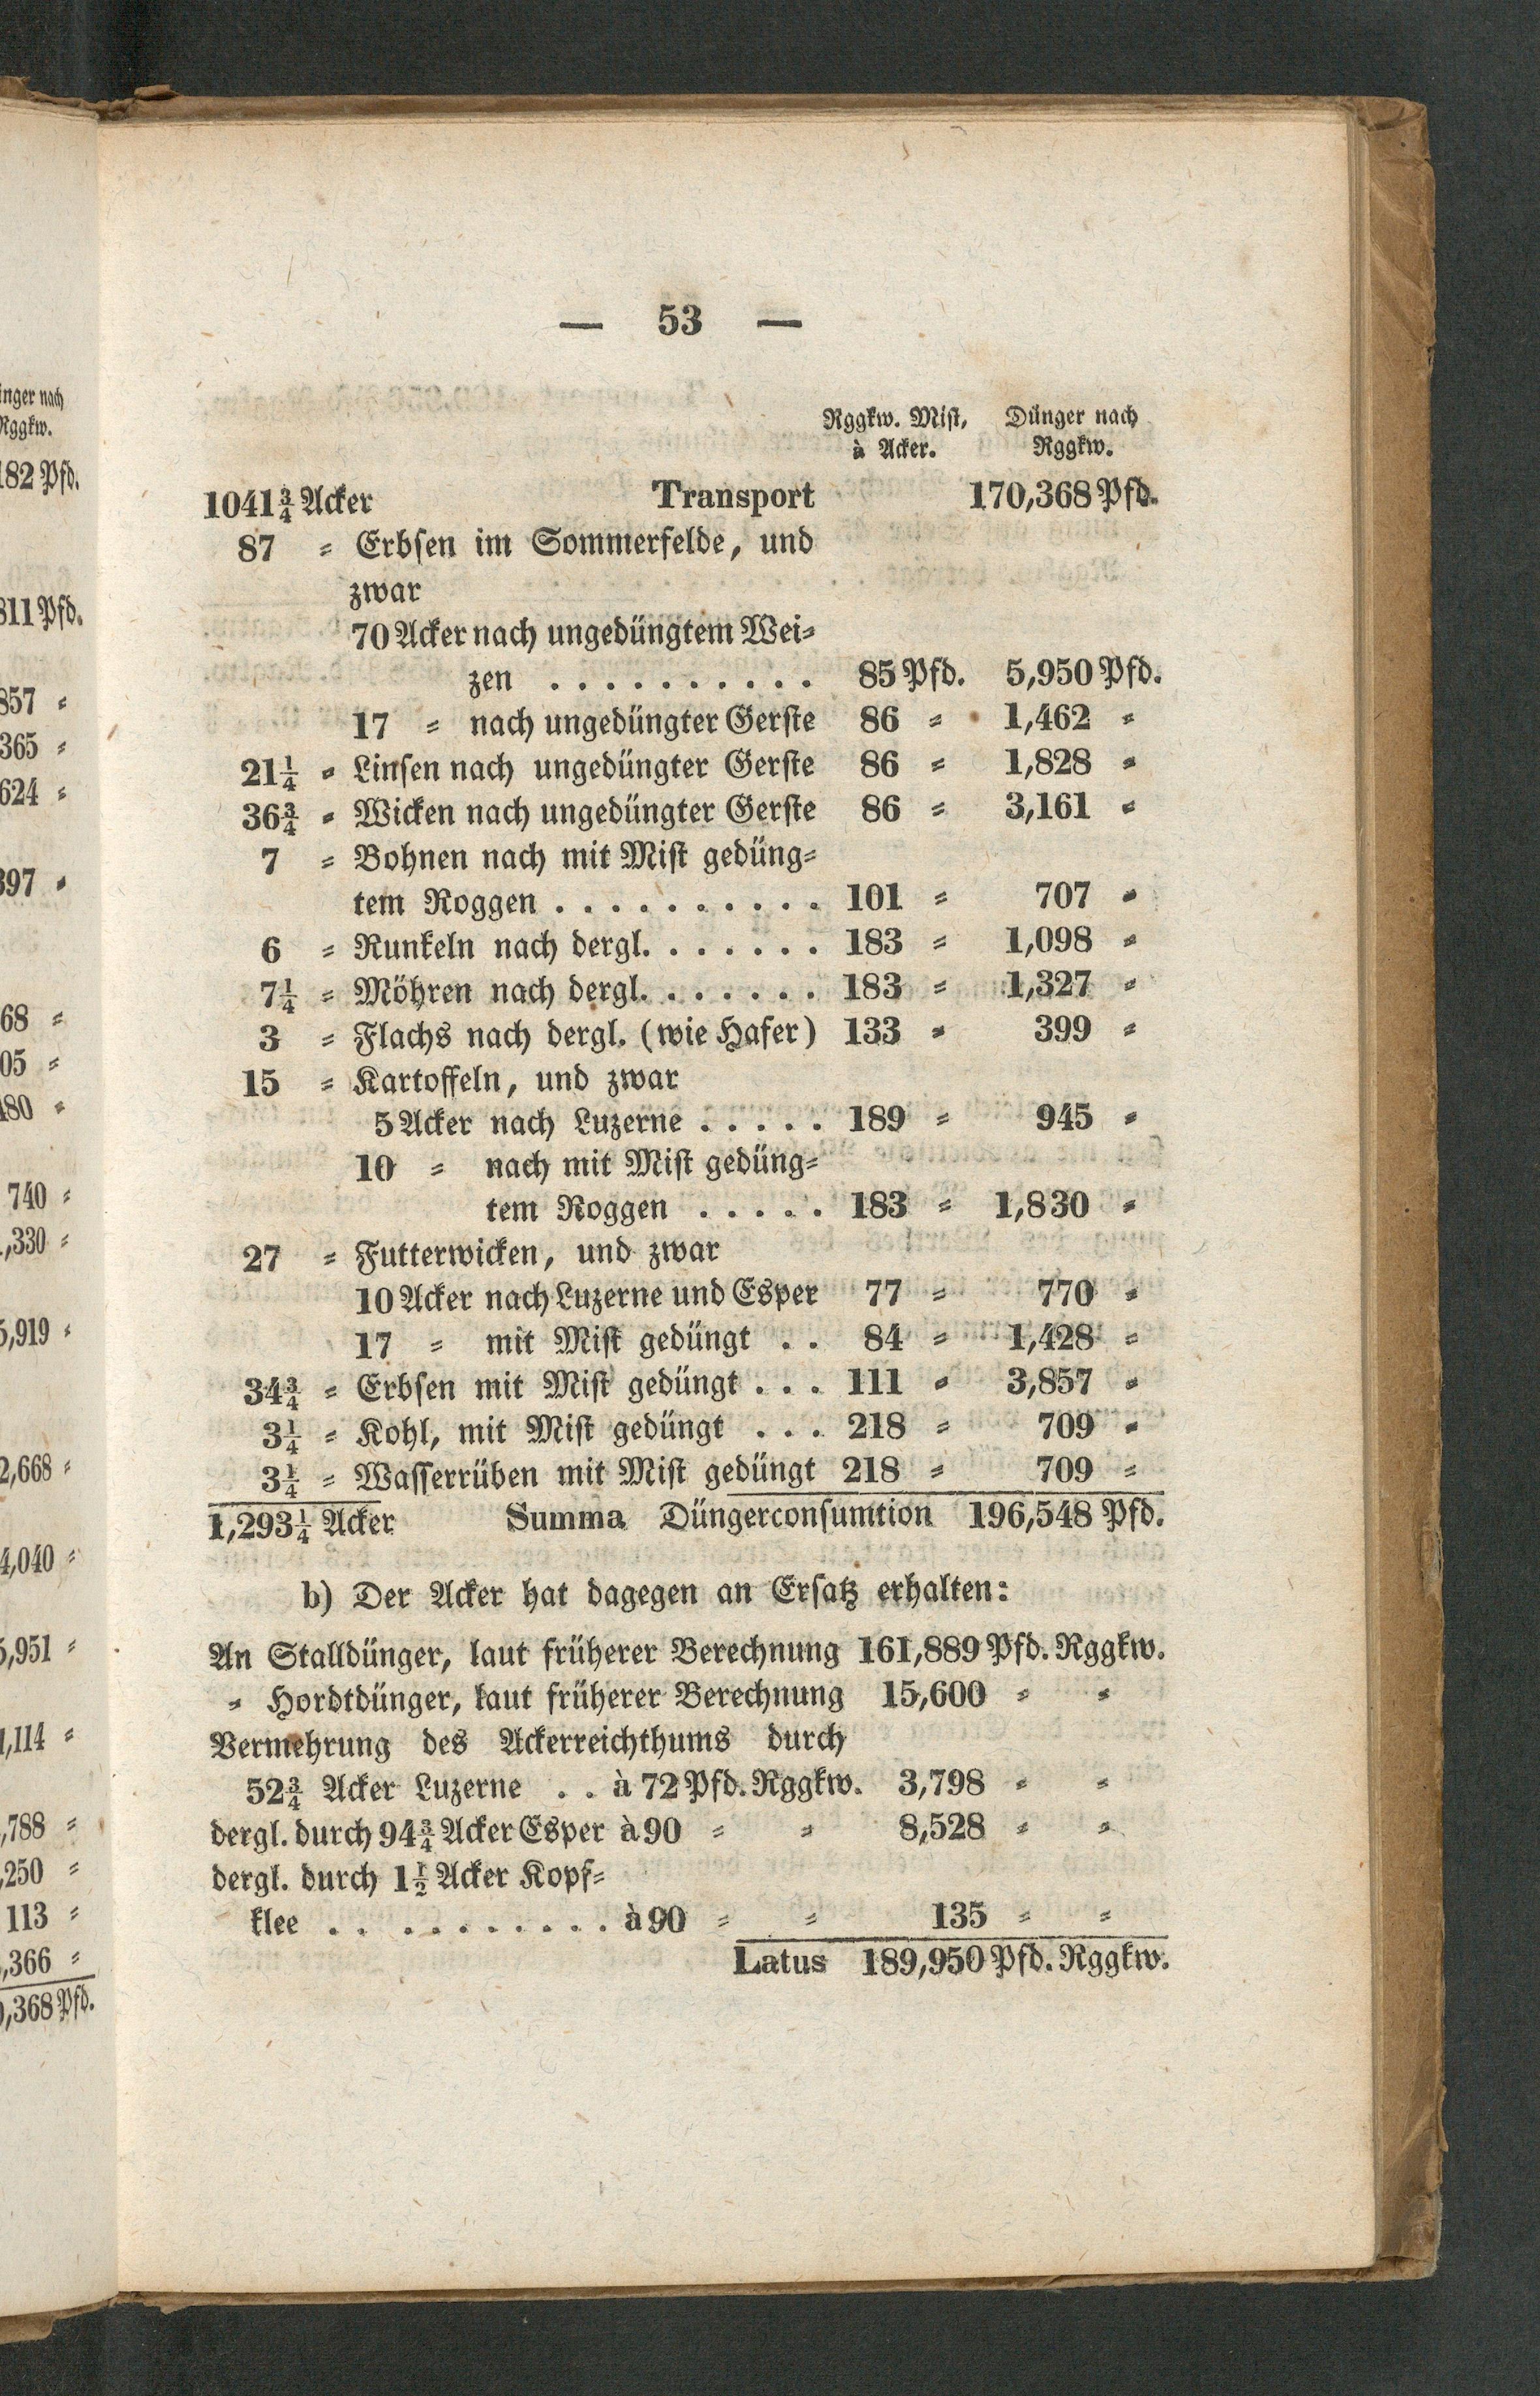 — 53 —
Rggkw. Mist, Dünger nach
à Acker. Rggkw.
1041¾ Acker Transport 170,368 Pfd.
87 = Erbsen im Sommerfelde, und
zwar
70 Acker nach ungedüngtem Wei=
zen . . . . . . . . . . 85 Pfd. 5,950 Pfd.
17 = nach ungedüngter Gerste 86 = 1,462 =
21¼ = Linsen nach ungedüngter Gerste 86 = 1,828 =
36¾ = Wicken nach ungedüngter Gerste 86 = 3,161 =
7 = Bohnen nach mit Mist gedüng=
tem Roggen . . . . . . . . . . 101 = 707 =
6 = Runkeln nach dergl. . . . . . . 183 = 1,098 =
7¼ = Möhren nach dergl. . . . . . . 183 = 1,327 =
3 = Flachs nach dergl. (wie Hafer) 133 = 399 =
15 = Kartoffeln, und zwar
5 Acker nach Luzerne . . . . . 189 = 945 =
10 = nach mit Mist gedüng=
tem Roggen . . . . . 183 = 1,830 =
27 = Futterwicken, und zwar
10 Acker nach Luzerne und Esper 77 = 770 =
17 = mit Mist gedüngt . . 84 = 1,428 =
34¾ = Erbsen mit Mist gedüngt . . . 111 = 3,857 =
3¼ = Kohl, mit Mist gedüngt . . . 218 = 709 =
3¼ = Wasserrüben mit Mist gedüngt 218 = 709 =
1,293¼ Acker Summa Düngerconsumtion 196,548 Pfd.
b) Der Acker hat dagegen an Ersatz erhalten:
An Stalldünger, laut früherer Berechnung 161,889 Pfd. Rggkw.
= Hordtdünger, laut früherer Berechnung 15,600 = =
Vermehrung des Ackerreichthums durch
52¾ Acker Luzerne . . à 72 Pfd. Rggkw. 3,798 = =
dergl. durch 94¾ Acker Esper à 90 = = 8,528 = =
dergl. durch 1½ Acker Kopf=
klee . . . . . . . . . . . à 90 = = 135 = =
Latus 189,950 Pfd. Rggkw.